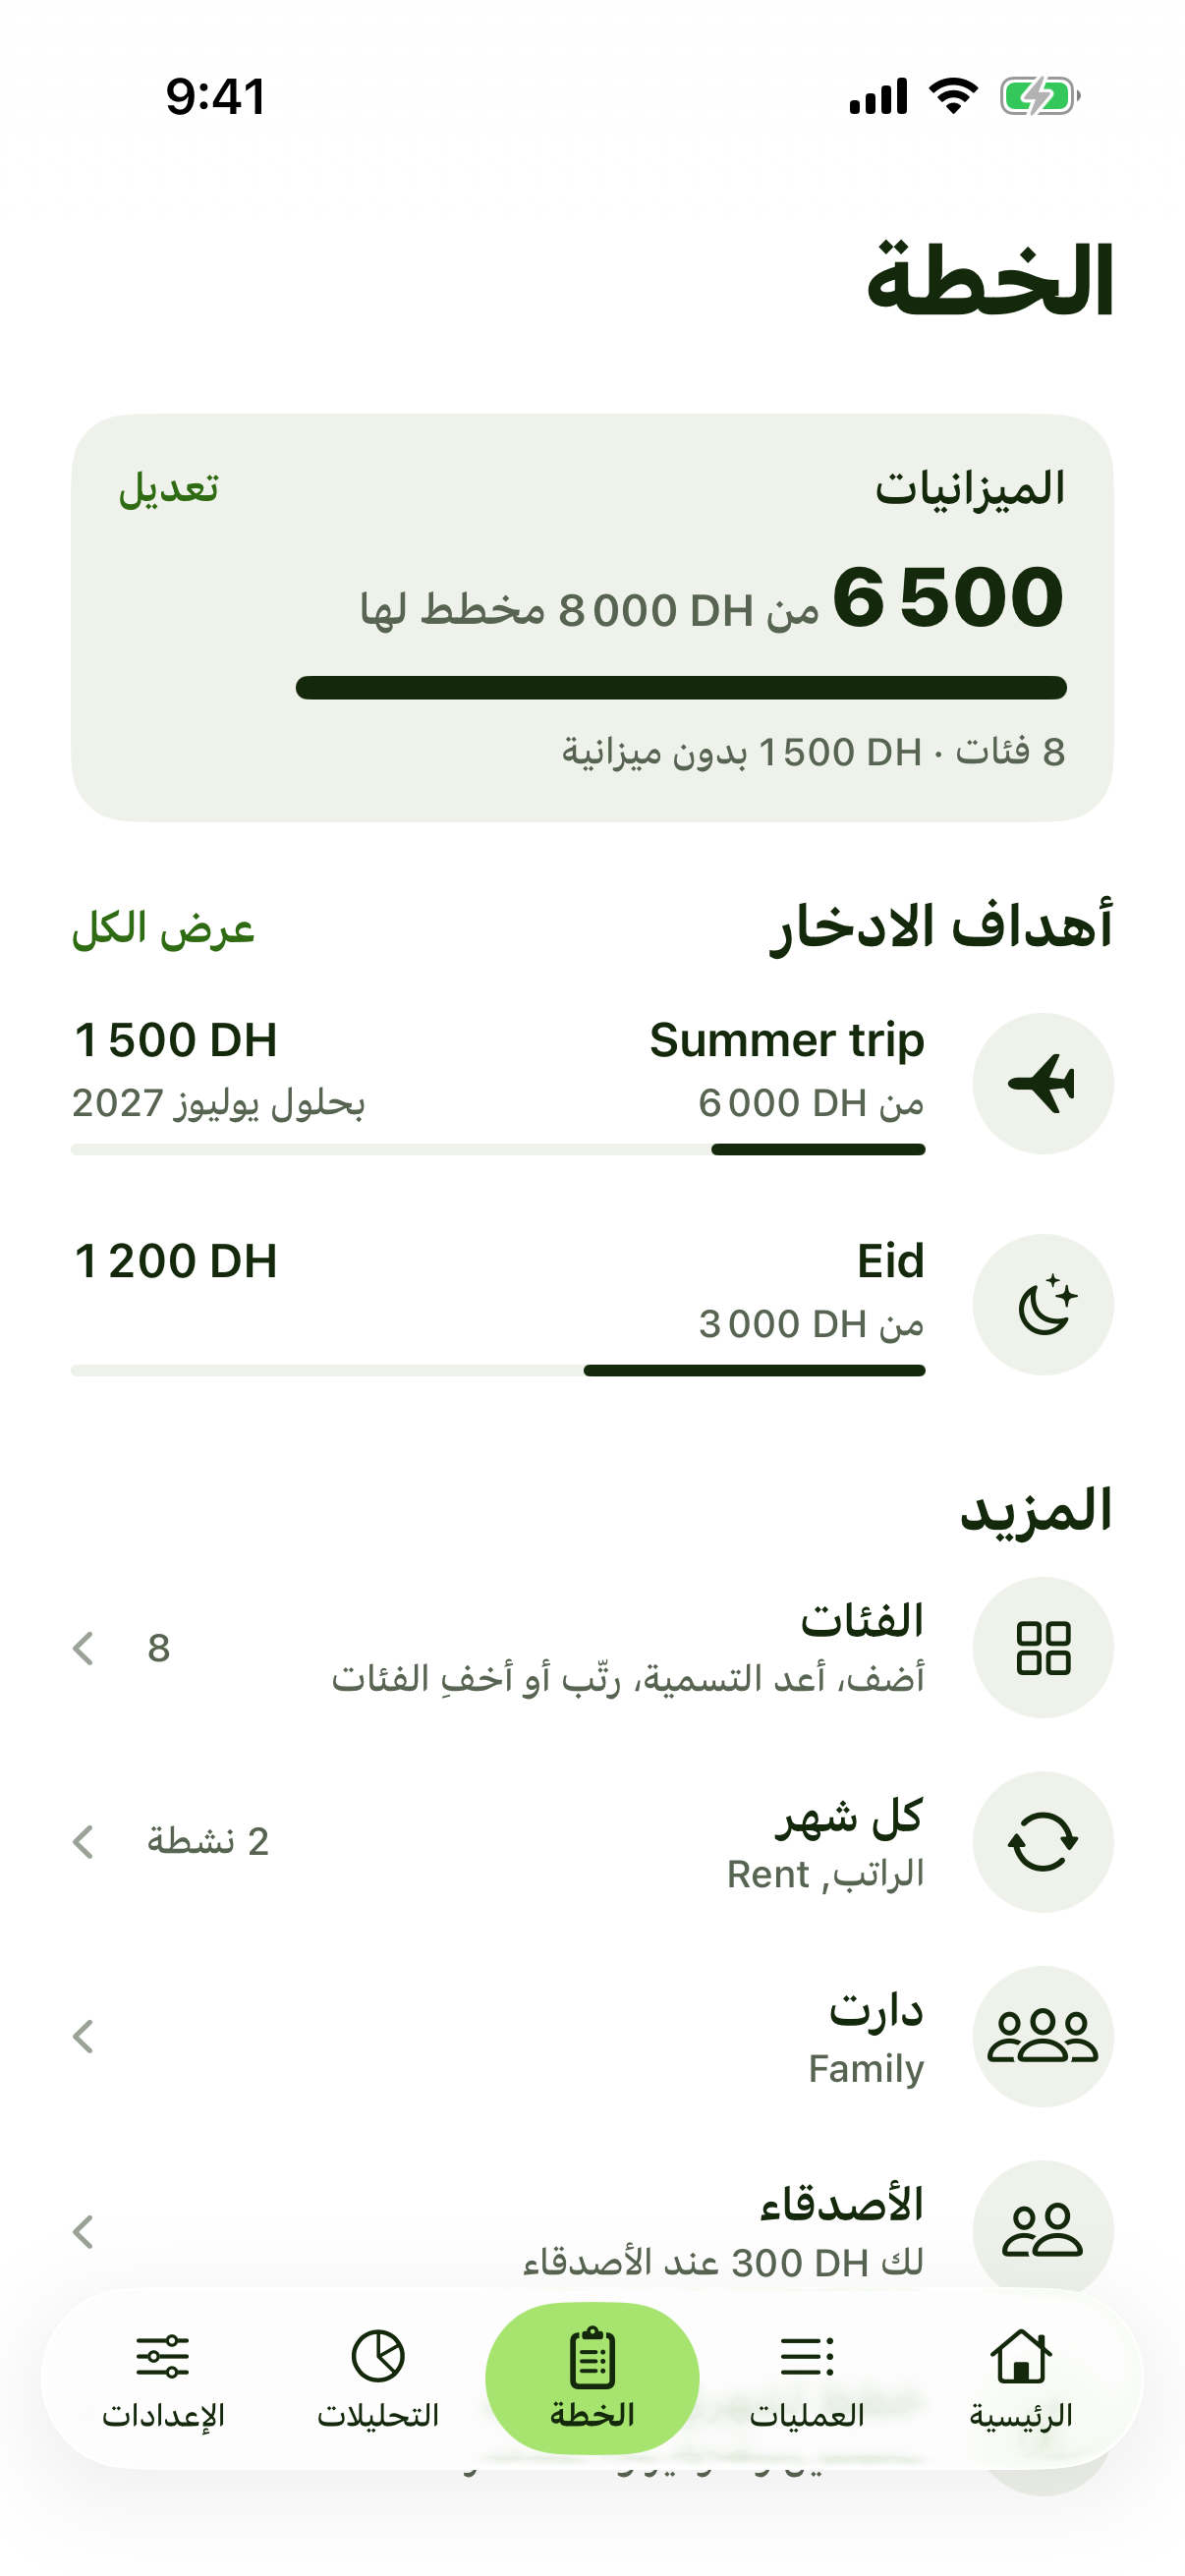 9:41
الخطة
الميزانيات
تعديل
6 500 من 8 000 DH مخطط لها
8 فئات · 1 500 DH بدون ميزانية
أهداف الادخار
عرض الكل
Summer trip
1 500 DH
من 6 000 DH
بحلول يوليوز 2027
Eid
1 200 DH
من 3 000 DH
المزيد
الفئات
أضف، أعد التسمية، رتّب أو أخفِ الفئات
8
كل شهر
الراتب, Rent
2 نشطة
دارت
Family
الأصدقاء
لك 300 DH عند الأصدقاء
الرئيسية
العمليات
الخطة
التحليلات
الإعدادات